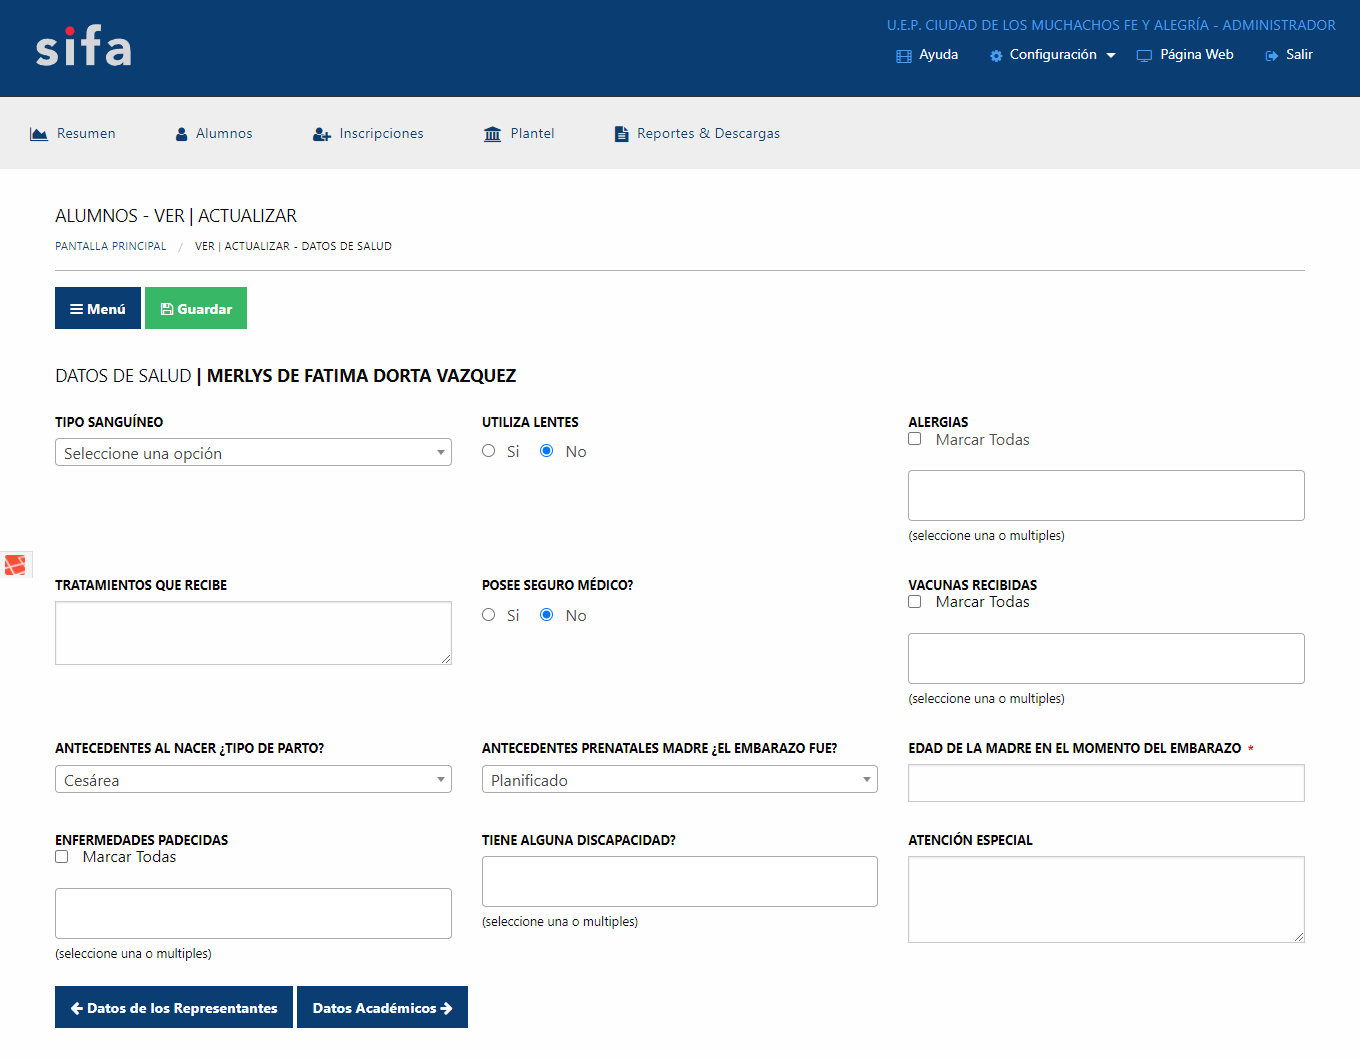 sifa
U.E.P. CIUDAD DE LOS MUCHACHOS FE Y ALEGRÍA - ADMINISTRADOR
Ayuda Configuración Página Web Salir
Resumen Alumnos Inscripciones Plantel Reportes & Descargas
ALUMNOS - VER | ACTUALIZAR
PANTALLA PRINCIPAL / VER | ACTUALIZAR - DATOS DE SALUD
Menú Guardar
DATOS DE SALUD | MERLYS DE FATIMA DORTA VAZQUEZ
TIPO SANGUÍNEO
Seleccione una opción
UTILIZA LENTES
Si No
ALERGIAS
Marcar Todas
(seleccione una o multiples)
TRATAMIENTOS QUE RECIBE
POSEE SEGURO MÉDICO?
Si No
VACUNAS RECIBIDAS
Marcar Todas
(seleccione una o multiples)
ANTECEDENTES AL NACER ¿TIPO DE PARTO?
Cesárea
ANTECEDENTES PRENATALES MADRE ¿EL EMBARAZO FUE?
Planificado
EDAD DE LA MADRE EN EL MOMENTO DEL EMBARAZO *
ENFERMEDADES PADECIDAS
Marcar Todas
(seleccione una o multiples)
TIENE ALGUNA DISCAPACIDAD?
(seleccione una o multiples)
ATENCIÓN ESPECIAL
Datos de los Representantes Datos Académicos